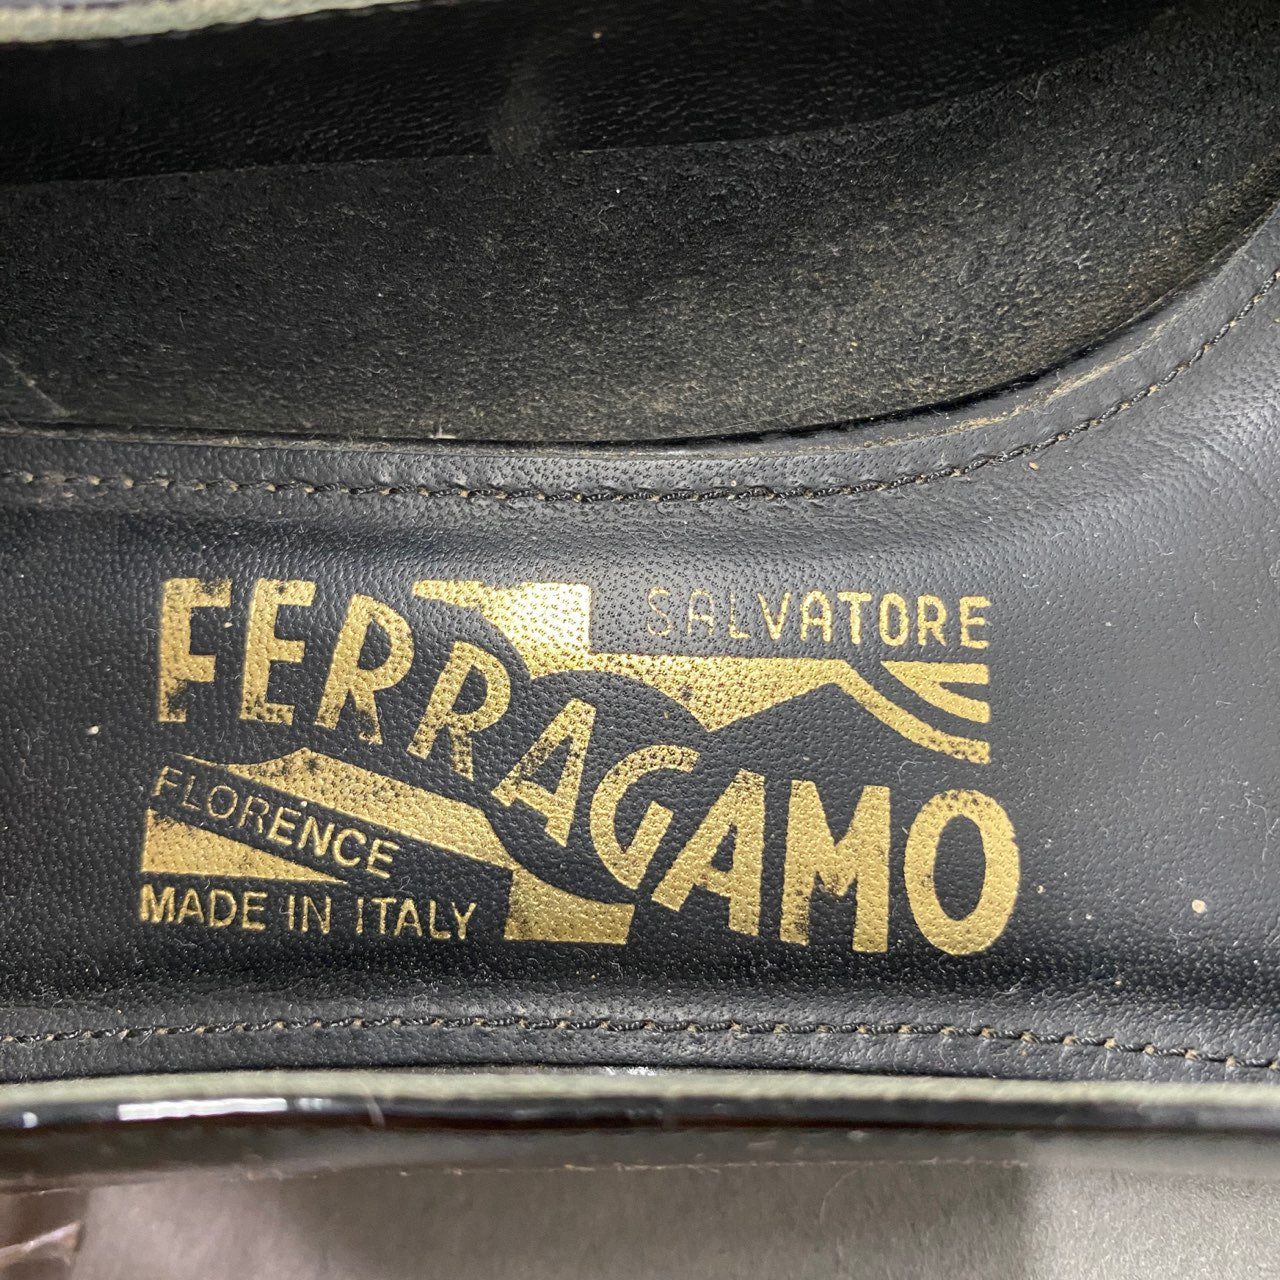 SALVATORE
FERRAGAMO
FLORENCE
MADE IN ITALY